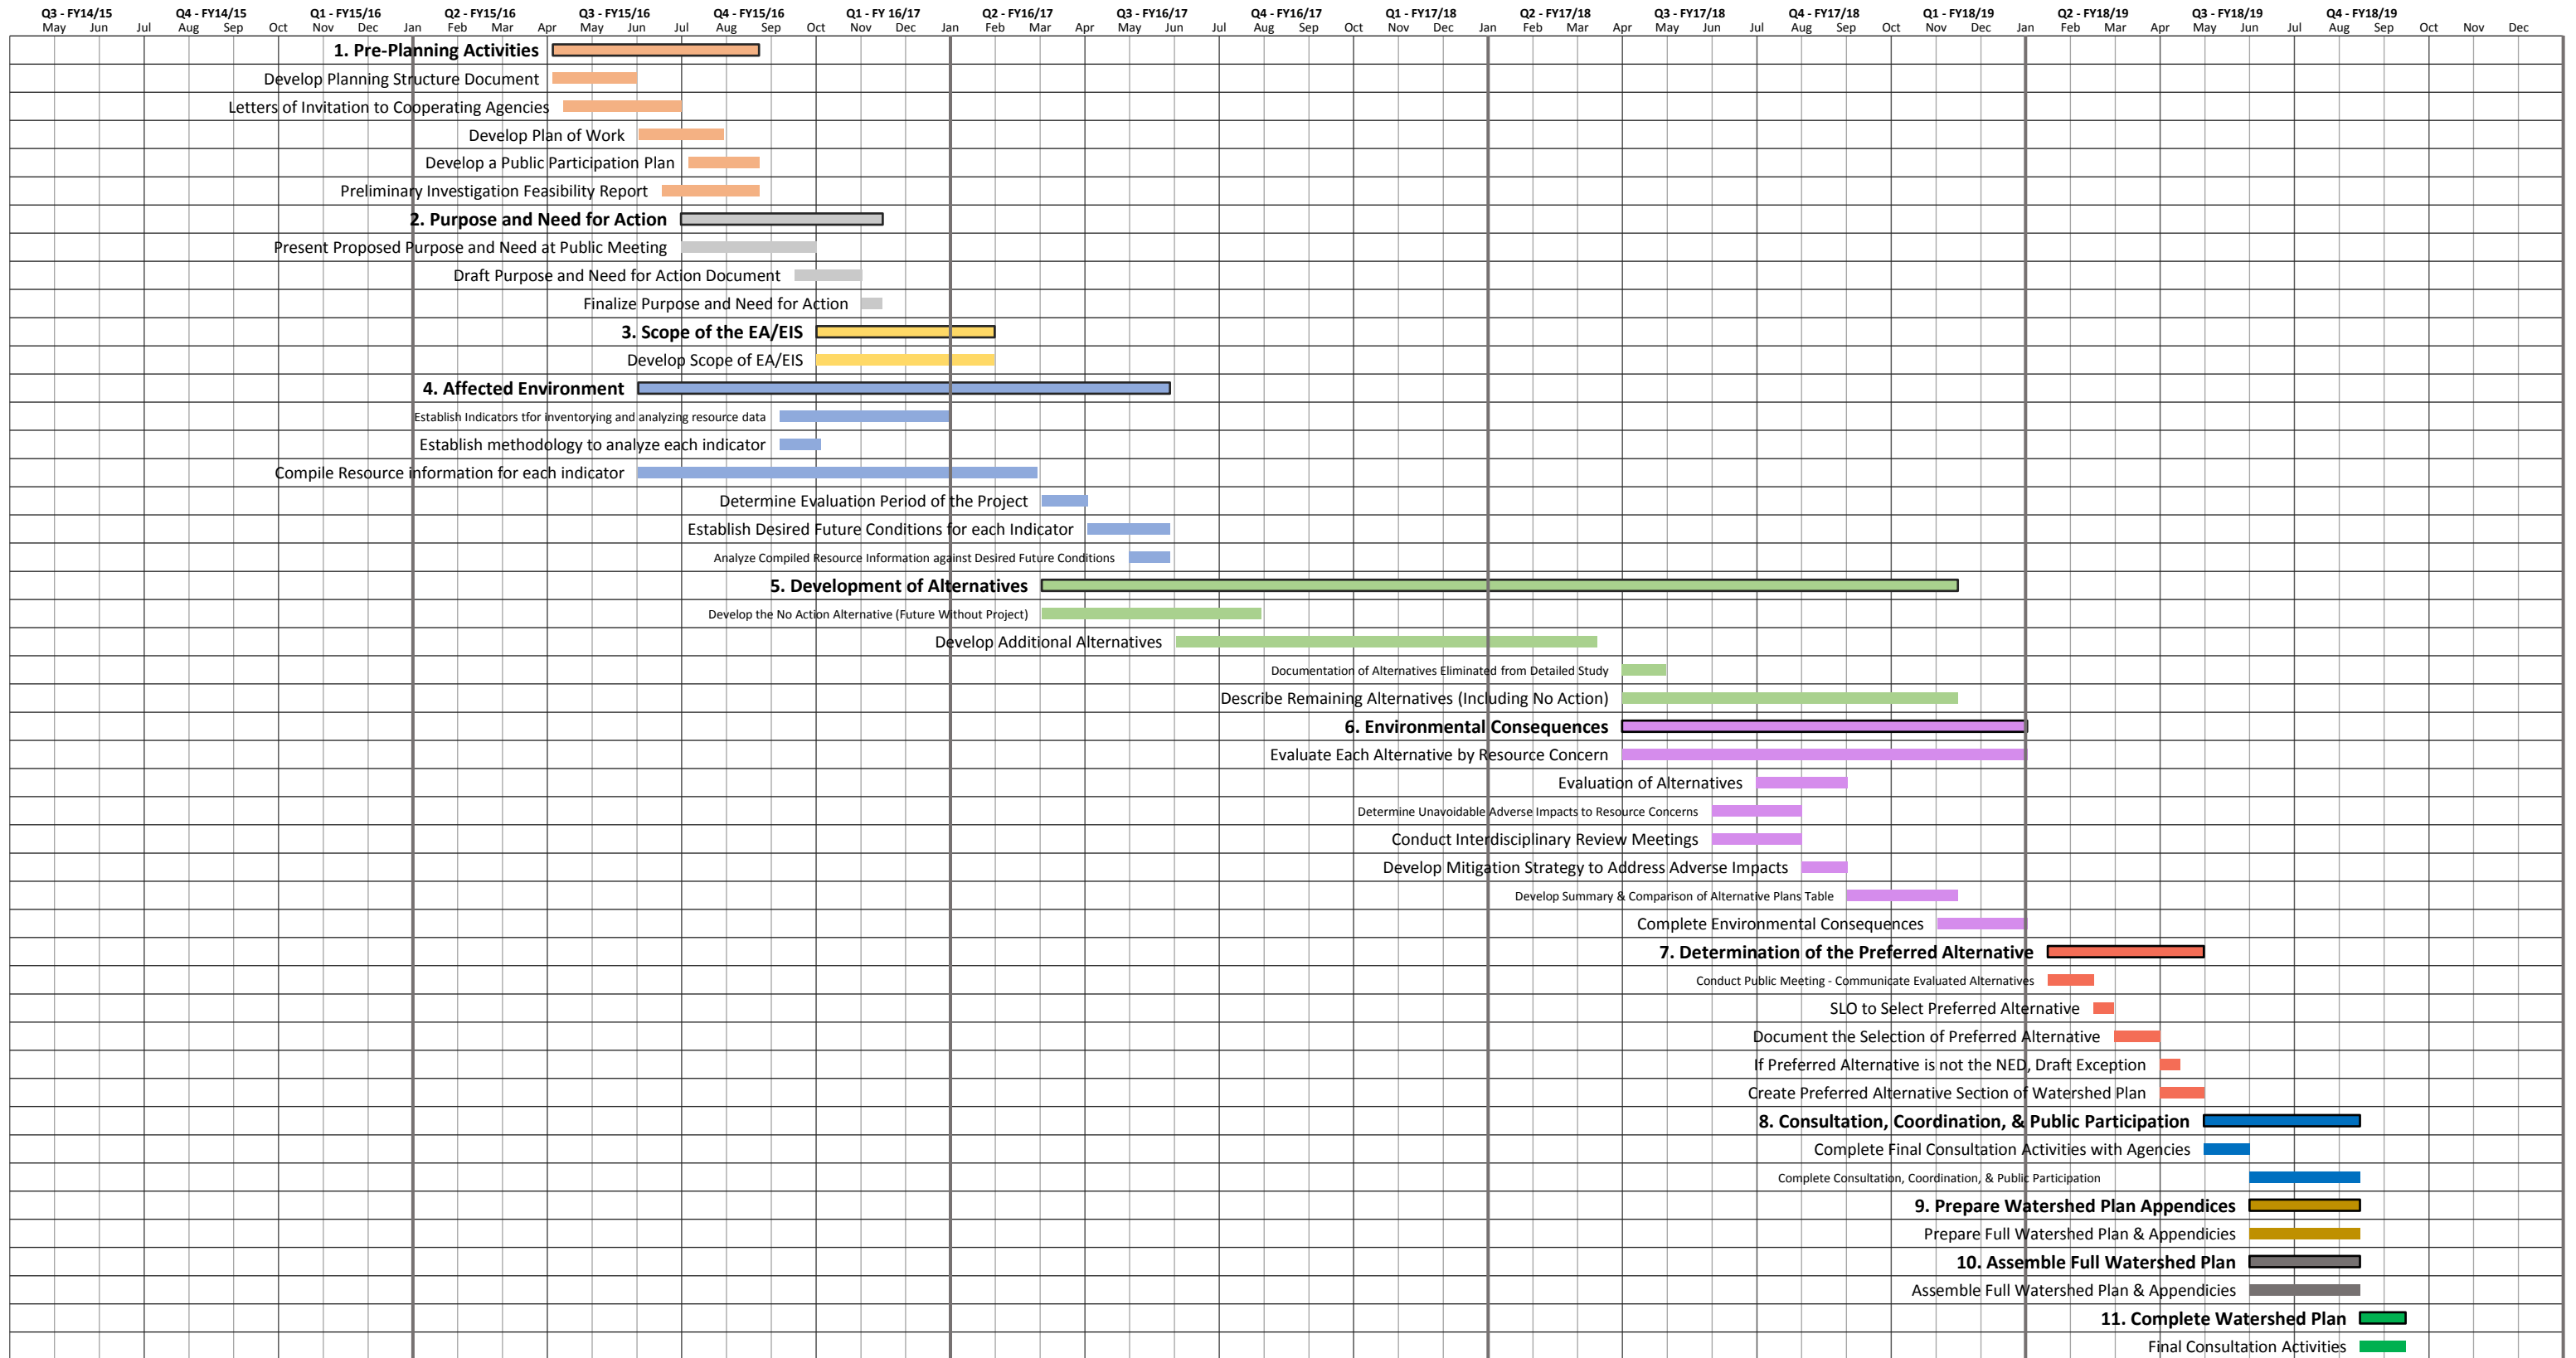 Q3 - FY14/15 Q4 - FY14/15 Q1 - FY15/16 Q2 - FY15/16 Q3 - FY15/16 Q4 - FY15/16 Q1 - FY 16/17 Q2 - FY16/17 Q3 - FY16/17 Q4 - FY16/17 Q1 - FY17/18 Q2 - FY17/18 Q3 - FY17/18 Q4 - FY17/18 Q1 - FY18/19 Q2 - FY18/19 Q3 - FY18/19 Q4 - FY18/19
May Jun Jul Aug Sep Oct Nov Dec Jan Feb Mar Apr May Jun Jul Aug Sep Oct Nov Dec Jan Feb Mar Apr May Jun Jul Aug Sep Oct Nov Dec Jan Feb Mar Apr May Jun Jul Aug Sep Oct Nov Dec Jan Feb Mar Apr May Jun Jul Aug Sep Oct Nov Dec
1. Pre-Planning Activities
Develop Planning Structure Document
Letters of Invitation to Cooperating Agencies
Develop Plan of Work
Develop a Public Participation Plan
Preliminary Investigation Feasibility Report
2. Purpose and Need for Action
Present Proposed Purpose and Need at Public Meeting
Draft Purpose and Need for Action Document
Finalize Purpose and Need for Action
3. Scope of the EA/EIS
Develop Scope of EA/EIS
4. Affected Environment
Establish Indicators tfor inventorying and analyzing resource data
Establish methodology to analyze each indicator
Compile Resource information for each indicator
Determine Evaluation Period of the Project
Establish Desired Future Conditions for each Indicator
Analyze Compiled Resource Information against Desired Future Conditions
5. Development of Alternatives
Develop the No Action Alternative (Future Without Project)
Develop Additional Alternatives
Documentation of Alternatives Eliminated from Detailed Study
Describe Remaining Alternatives (Including No Action)
6. Environmental Consequences
Evaluate Each Alternative by Resource Concern
Evaluation of Alternatives
Determine Unavoidable Adverse Impacts to Resource Concerns
Conduct Interdisciplinary Review Meetings
Develop Mitigation Strategy to Address Adverse Impacts
Develop Summary & Comparison of Alternative Plans Table
Complete Environmental Consequences
7. Determination of the Preferred Alternative
Conduct Public Meeting - Communicate Evaluated Alternatives
SLO to Select Preferred Alternative
Document the Selection of Preferred Alternative
If Preferred Alternative is not the NED, Draft Exception
Create Preferred Alternative Section of Watershed Plan
8. Consultation, Coordination, & Public Participation
Complete Final Consultation Activities with Agencies
Complete Consultation, Coordination, & Public Participation
9. Prepare Watershed Plan Appendices
Prepare Full Watershed Plan & Appendicies
10. Assemble Full Watershed Plan
Assemble Full Watershed Plan & Appendicies
11. Complete Watershed Plan
Final Consultation Activities